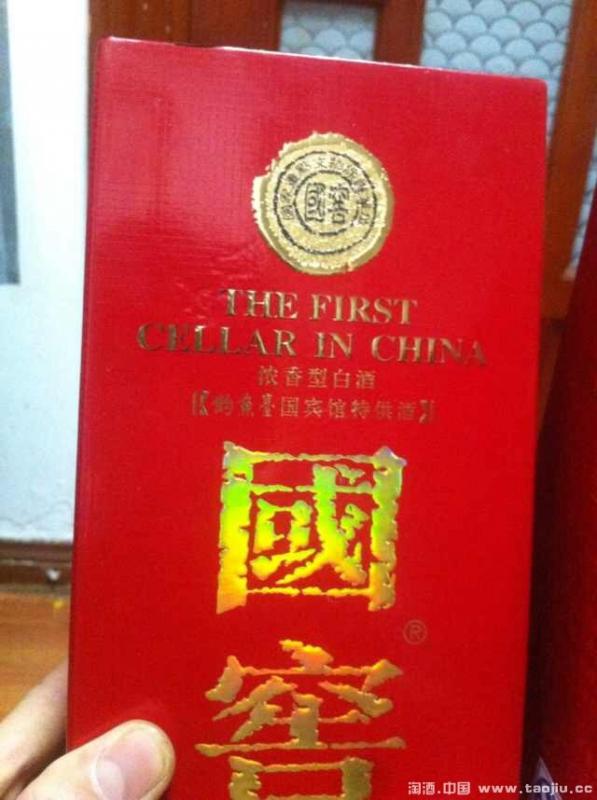 國窖
THE FIRST
CELLAR IN CHINA
浓香型白酒
【钓鱼臺国宾馆特供酒】
國
®
窖
淘酒.中国 www.taojiu.cc